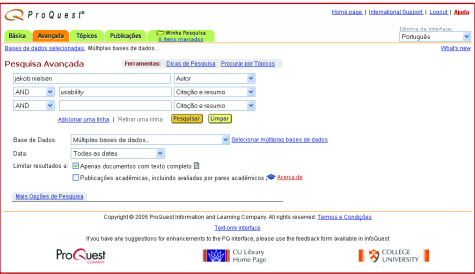 ProQuest®
Home page | International Support | Logout | Ajuda
Básica Avançada Tópicos Publicações Minha Pesquisa
0 itens marcados
Idioma da interface:
Português
Bases de dados selecionadas: Múltiplas bases de dados...
What's new
Pesquisa Avançada Ferramentas: Dicas de Pesquisa Procurar por Tópicos
jakob nielsen Autor
AND usability Citação e resumo
AND Citação e resumo
Adicionar uma linha | Retirar uma linha Pesquisar Limpar
Base de Dados: Múltiplas bases de dados.. Selecionar múltiplas bases de dados
Data: Todas as datas
Limitar resultados a: Apenas documentos com texto completo
Publicações acadêmicas, incluindo avaliadas por pares acadêmicos Acerca de
Mais Opções de Pesquisa
Copyright © 2005 ProQuest Information and Learning Company. All rights reserved. Termos e Condições
Text-only interface
If you have any suggestions for enhancements to the PQ interface, please use the feedback form available in InfoQuest
ProQuest
COMPANY
CU Library
Home Page
COLLEGE
UNIVERSITY